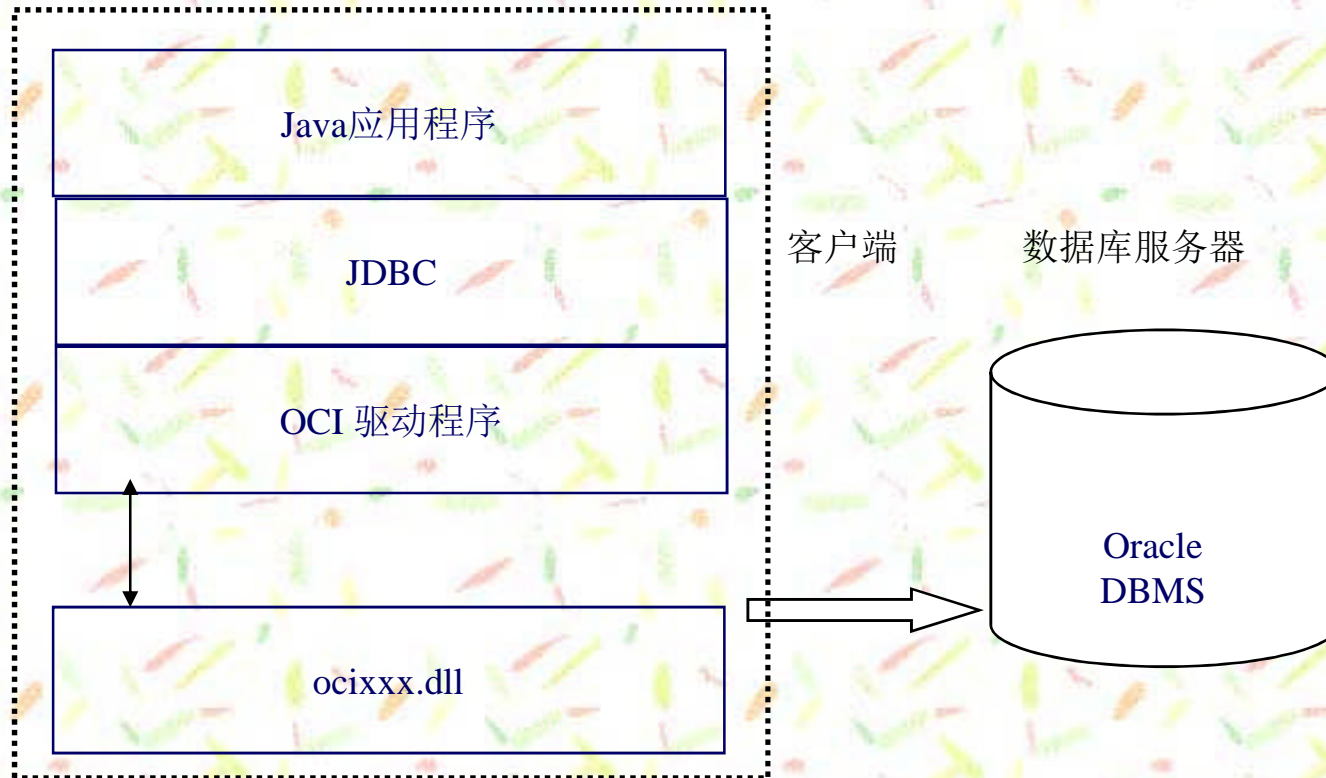 Java应用程序
JDBC
客户端
数据库服务器
OCI 驱动程序
Oracle
DBMS
ocixxx.dll